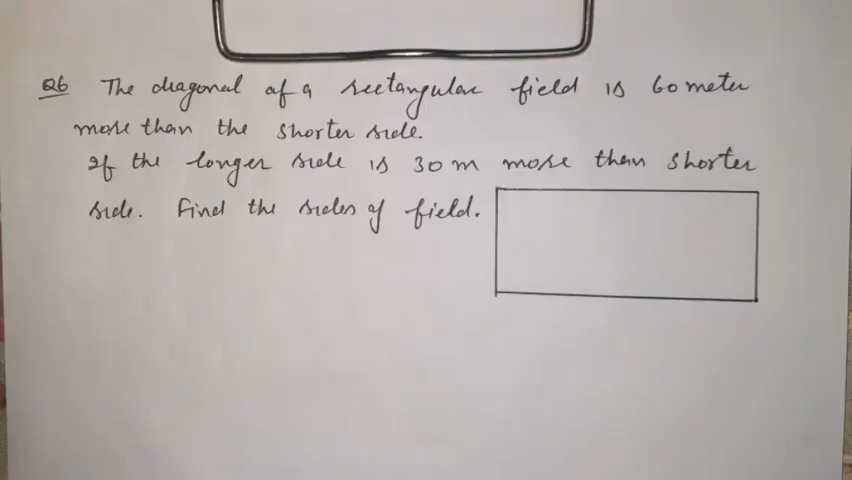 Q6 The diagonal of a rectangular field is 60 meter
more than the shorter side.
If the longer side is 30 m more than shorter
side. Find the sides of field.